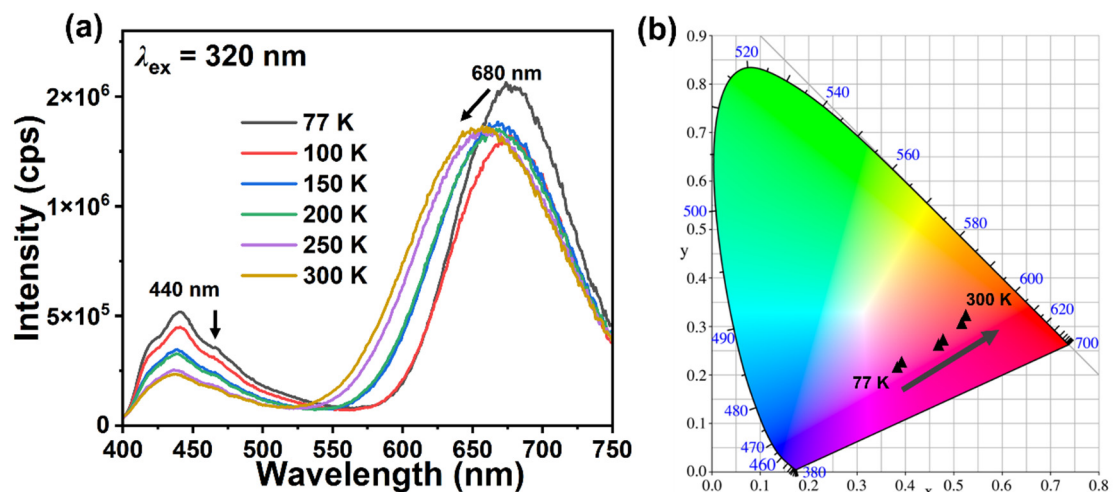 (a)
λex = 320 nm
680 nm
77 K
100 K
150 K
200 K
250 K
300 K
440 nm
2×10⁶
1×10⁶
5×10⁵
0
Intensity (cps)
400 450 500 550 600 650 700 750
Wavelength (nm)
(b)
0.9
0.8
0.7
0.6
0.5
y
0.4
0.3
0.2
0.1
0.0
520
540
560
500
580
600
620
490
700
480
470
460
380
300 K
77 K
0.0 0.1 0.2 0.3 0.4 0.5 0.6 0.7 0.8
x